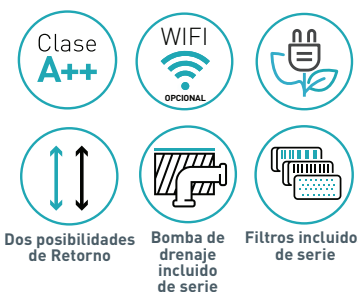 Clase
A++
WIFI
OPCIONAL
Dos posibilidades
de Retorno
Bomba de
drenaje
incluido
de serie
Filtros incluido
de serie